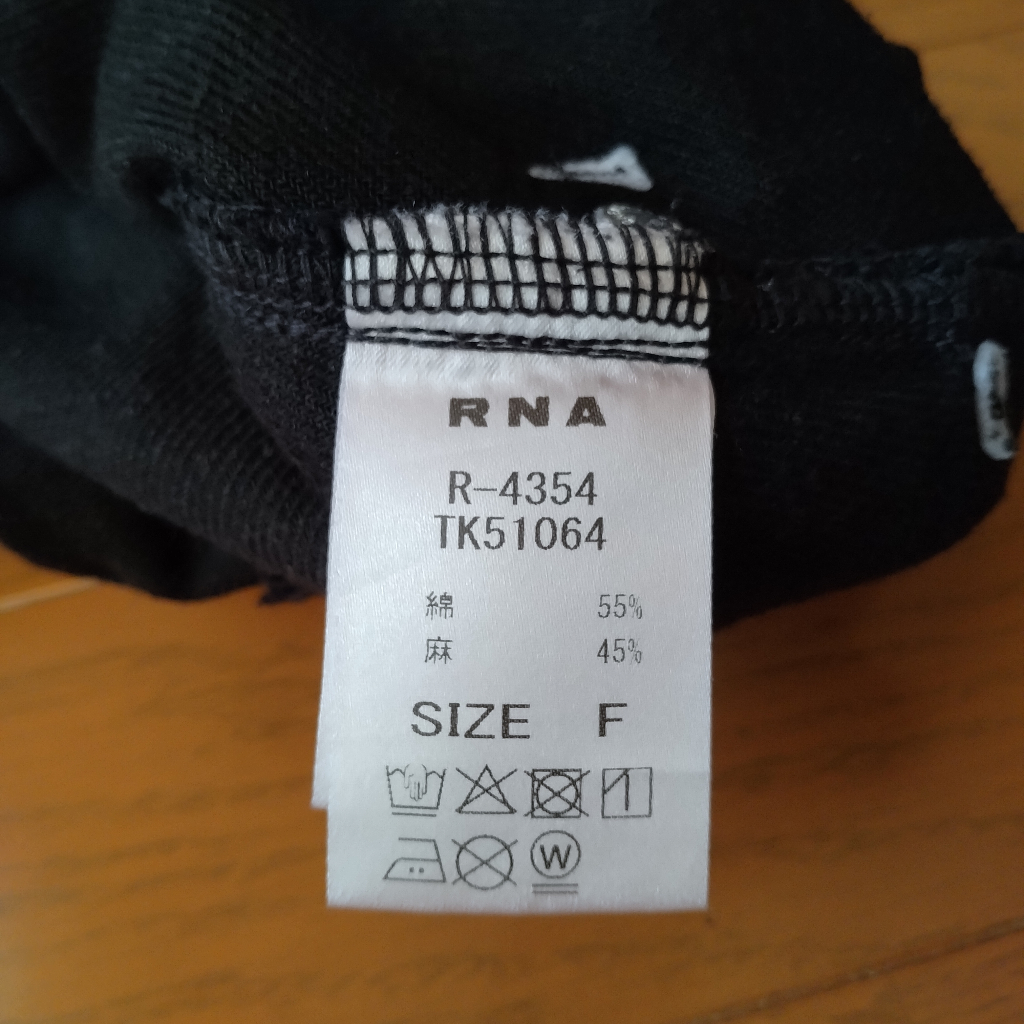 RNA
R-4354
TK51064
綿 55%
麻 45%
SIZE F
W